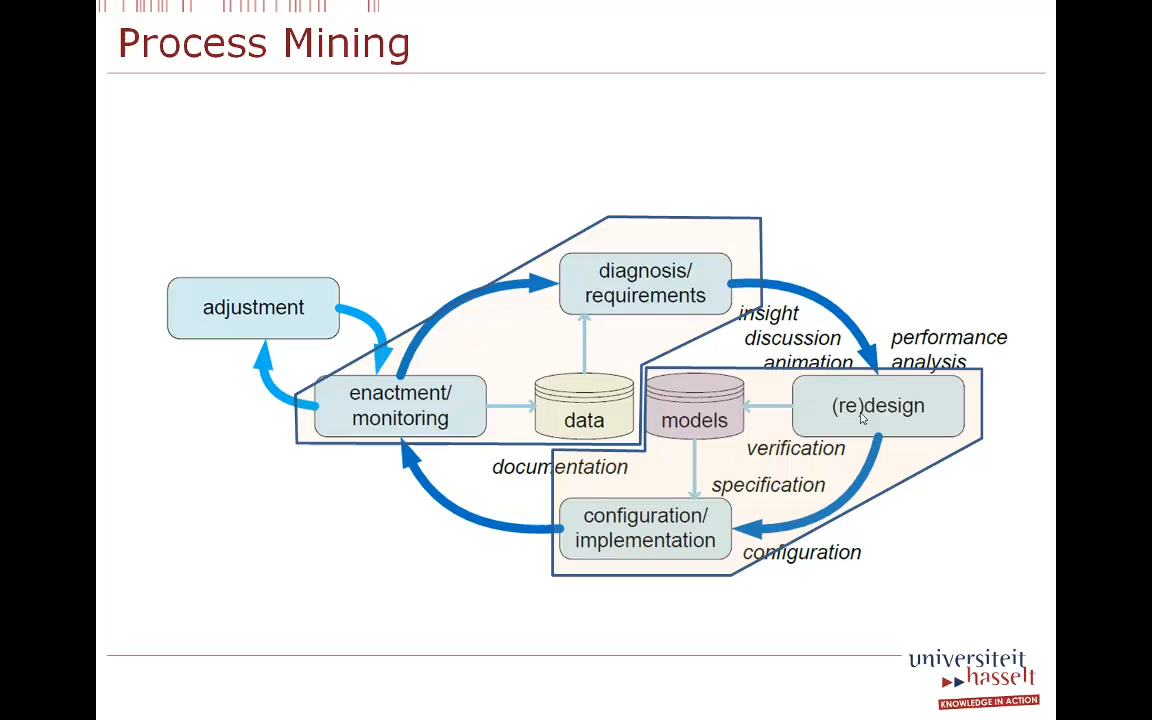 Process Mining
diagnosis/
requirements
adjustment
insight
discussion
animation
performance
analysis
enactment/
monitoring
data
models
(re)design
verification
documentation
specification
configuration/
implementation
configuration
universiteit
hasselt
KNOWLEDGE IN ACTION